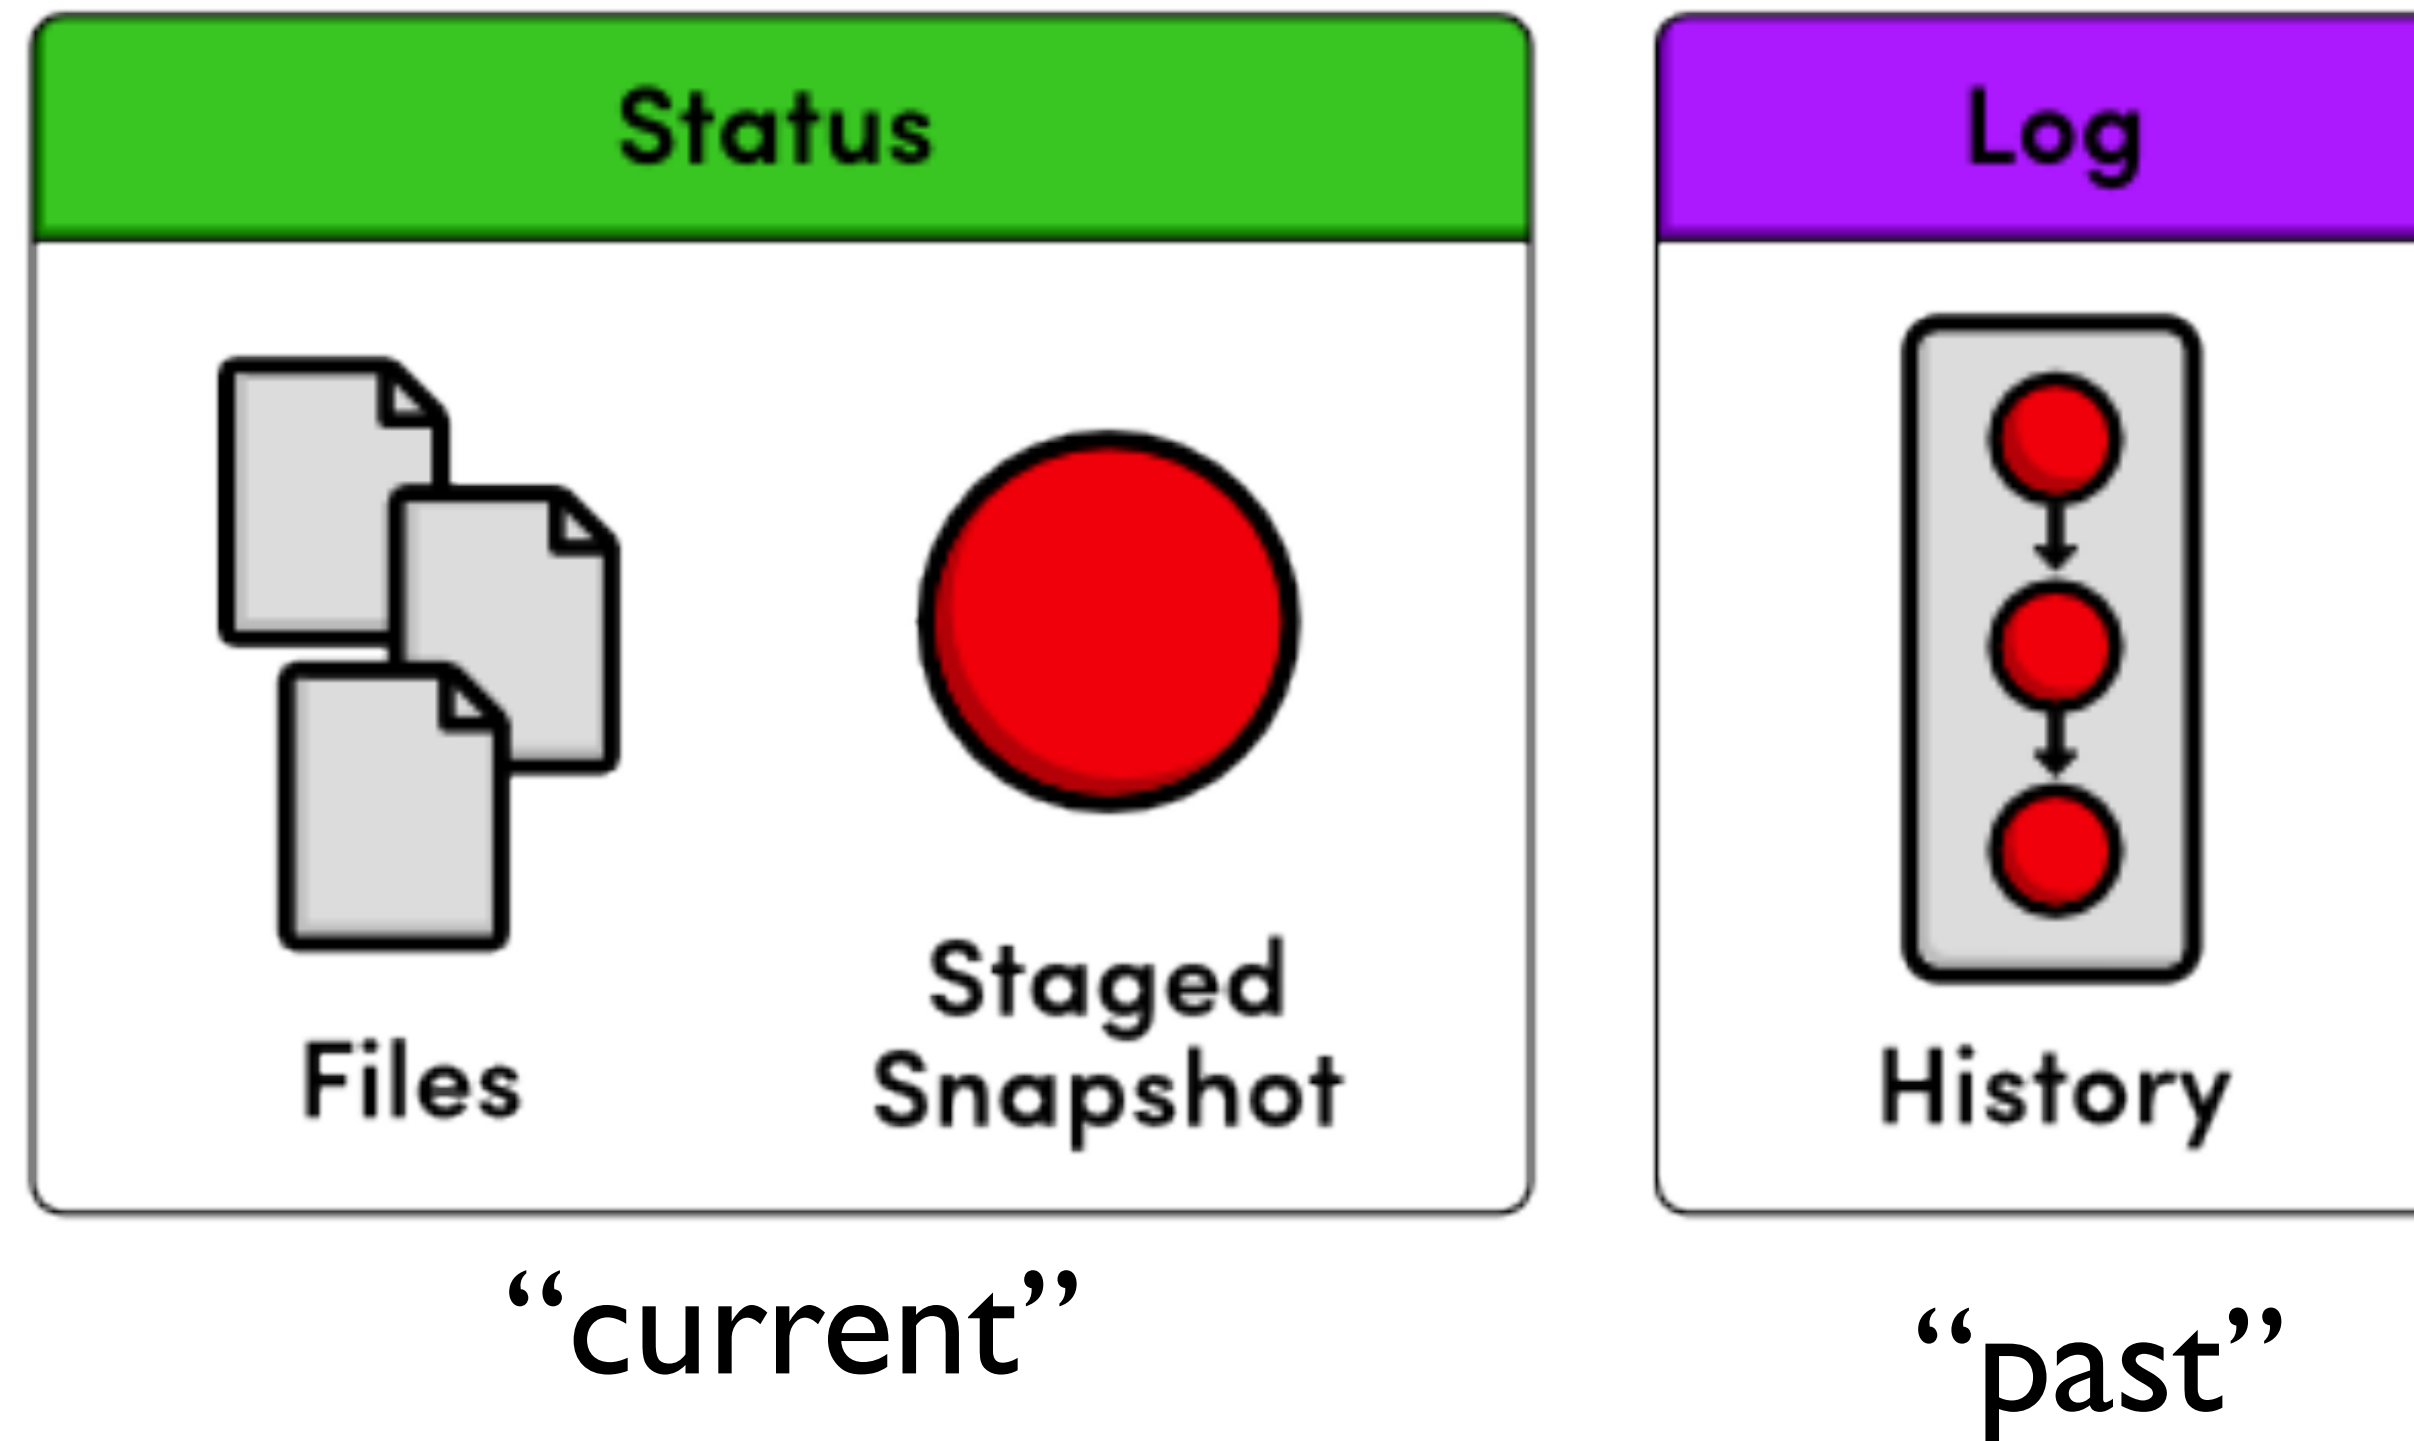 Status
Files
Staged
Snapshot
“current”
Log
History
“past”